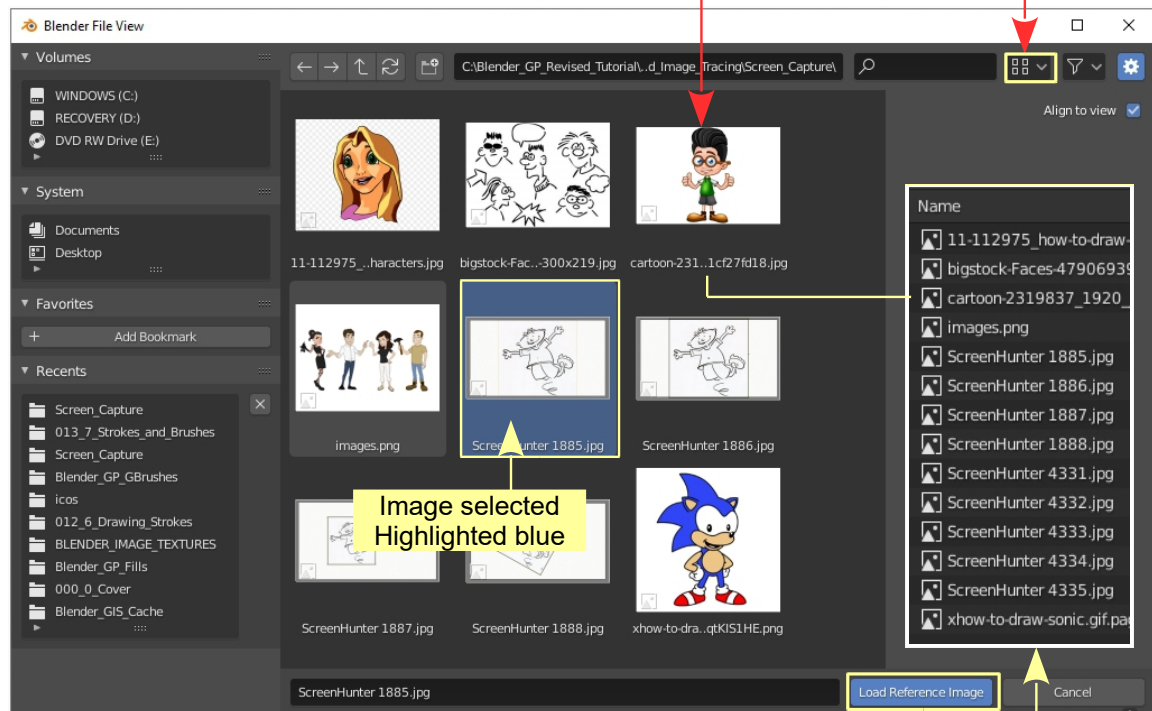 Blender File View
Volumes
WINDOWS (C:)
RECOVERY (D:)
DVD RW Drive (E:)
System
Documents
Desktop
Favorites
Add Bookmark
Recents
Screen_Capture
013_7_Strokes_and_Brushes
Screen_Capture
Blender_GP_GBrushes
icos
012_6_Drawing_Strokes
BLENDER_IMAGE_TEXTURES
Blender_GP_Fills
000_0_Cover
Blender_GIS_Cache
C:\Blender_GP_Revised_Tutorial\..d_Image_Tracing\Screen_Capture\
Align to view
11-112975_..haracters.jpg
bigstock-Fac..-300x219.jpg
cartoon-231..1cf27fd18.jpg
images.png
ScreenHunter 1885.jpg
ScreenHunter 1886.jpg
Image selected
Highlighted blue
ScreenHunter 1887.jpg
ScreenHunter 1888.jpg
xhow-to-dra..qtKIS1HE.png
Name
11-112975_how-to-draw-
bigstock-Faces-47906939
cartoon-2319837_1920_
images.png
ScreenHunter 1885.jpg
ScreenHunter 1886.jpg
ScreenHunter 1887.jpg
ScreenHunter 1888.jpg
ScreenHunter 4331.jpg
ScreenHunter 4332.jpg
ScreenHunter 4333.jpg
ScreenHunter 4334.jpg
ScreenHunter 4335.jpg
xhow-to-draw-sonic.gif.pa
ScreenHunter 1885.jpg
Load Reference Image
Cancel